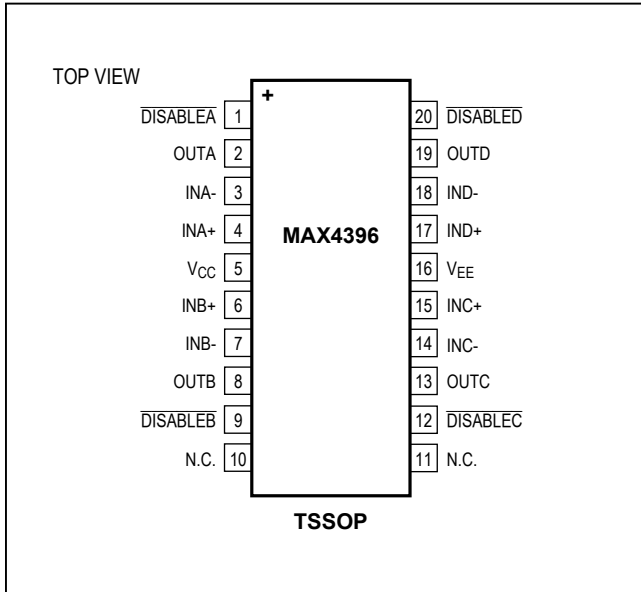 TOP VIEW
+
DISABLEA 1
20 DISABLED
OUTA 2
19 OUTD
INA- 3
18 IND-
INA+ 4
17 IND+
MAX4396
VCC 5
16 VEE
INB+ 6
15 INC+
INB- 7
14 INC-
OUTB 8
13 OUTC
DISABLEB 9
12 DISABLEC
N.C. 10
11 N.C.
TSSOP